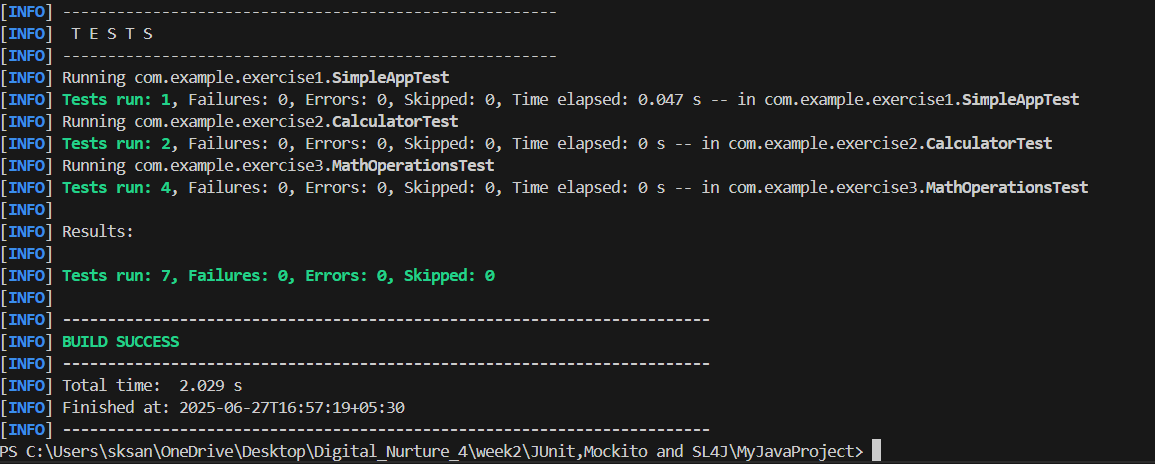 [INFO] -------------------------------------------------------
[INFO]  T E S T S
[INFO] -------------------------------------------------------
[INFO] Running com.example.exercise1.SimpleAppTest
[INFO] Tests run: 1, Failures: 0, Errors: 0, Skipped: 0, Time elapsed: 0.047 s -- in com.example.exercise1.SimpleAppTest
[INFO] Running com.example.exercise2.CalculatorTest
[INFO] Tests run: 2, Failures: 0, Errors: 0, Skipped: 0, Time elapsed: 0 s -- in com.example.exercise2.CalculatorTest
[INFO] Running com.example.exercise3.MathOperationsTest
[INFO] Tests run: 4, Failures: 0, Errors: 0, Skipped: 0, Time elapsed: 0 s -- in com.example.exercise3.MathOperationsTest
[INFO]
[INFO] Results:
[INFO]
[INFO] Tests run: 7, Failures: 0, Errors: 0, Skipped: 0
[INFO]
[INFO] ------------------------------------------------------------------------
[INFO] BUILD SUCCESS
[INFO] ------------------------------------------------------------------------
[INFO] Total time:  2.029 s
[INFO] Finished at: 2025-06-27T16:57:19+05:30
[INFO] ------------------------------------------------------------------------
PS C:\Users\sksan\OneDrive\Desktop\Digital_Nurture_4\week2\JUnit,Mockito and SL4J\MyJavaProject>